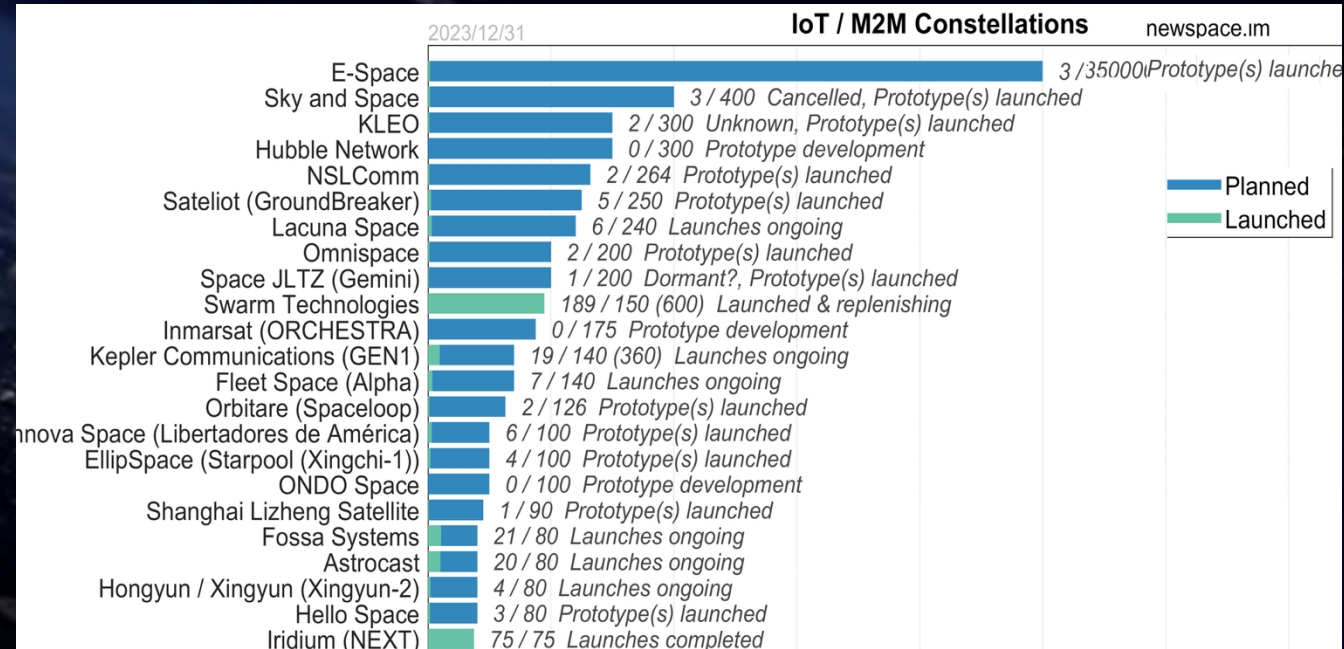 2023/12/31
IoT / M2M Constellations
newspace.im
E-Space 3 / 35000 Prototype(s) launche
Sky and Space 3 / 400 Cancelled, Prototype(s) launched
KLEO 2 / 300 Unknown, Prototype(s) launched
Hubble Network 0 / 300 Prototype development
NSLComm 2 / 264 Prototype(s) launched
Sateliot (GroundBreaker) 5 / 250 Prototype(s) launched
Lacuna Space 6 / 240 Launches ongoing
Omnispace 2 / 200 Prototype(s) launched
Space JLTZ (Gemini) 1 / 200 Dormant?, Prototype(s) launched
Swarm Technologies 189 / 150 (600) Launched & replenishing
Inmarsat (ORCHESTRA) 0 / 175 Prototype development
Kepler Communications (GEN1) 19 / 140 (360) Launches ongoing
Fleet Space (Alpha) 7 / 140 Launches ongoing
Orbitare (Spaceloop) 2 / 126 Prototype(s) launched
nnova Space (Libertadores de América) 6 / 100 Prototype(s) launched
EllipSpace (Starpool (Xingchi-1)) 4 / 100 Prototype(s) launched
ONDO Space 0 / 100 Prototype development
Shanghai Lizheng Satellite 1 / 90 Prototype(s) launched
Fossa Systems 21 / 80 Launches ongoing
Astrocast 20 / 80 Launches ongoing
Hongyun / Xingyun (Xingyun-2) 4 / 80 Launches ongoing
Hello Space 3 / 80 Prototype(s) launched
Iridium (NEXT) 75 / 75 Launches completed
Planned
Launched